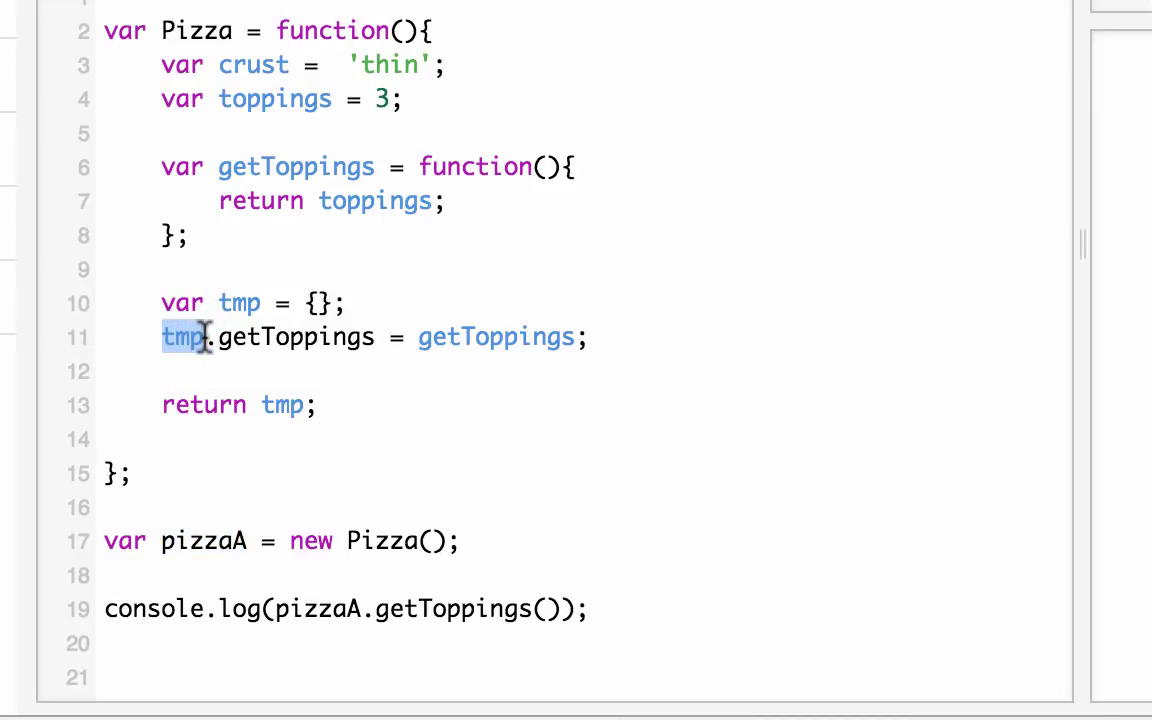 2 var Pizza = function(){
3 var crust =  'thin';
4 var toppings = 3;
5
6 var getToppings = function(){
7 return toppings;
8 };
9
10 var tmp = {};
11 tmp.getToppings = getToppings;
12
13 return tmp;
14
15 };
16
17 var pizzaA = new Pizza();
18
19 console.log(pizzaA.getToppings());
20
21